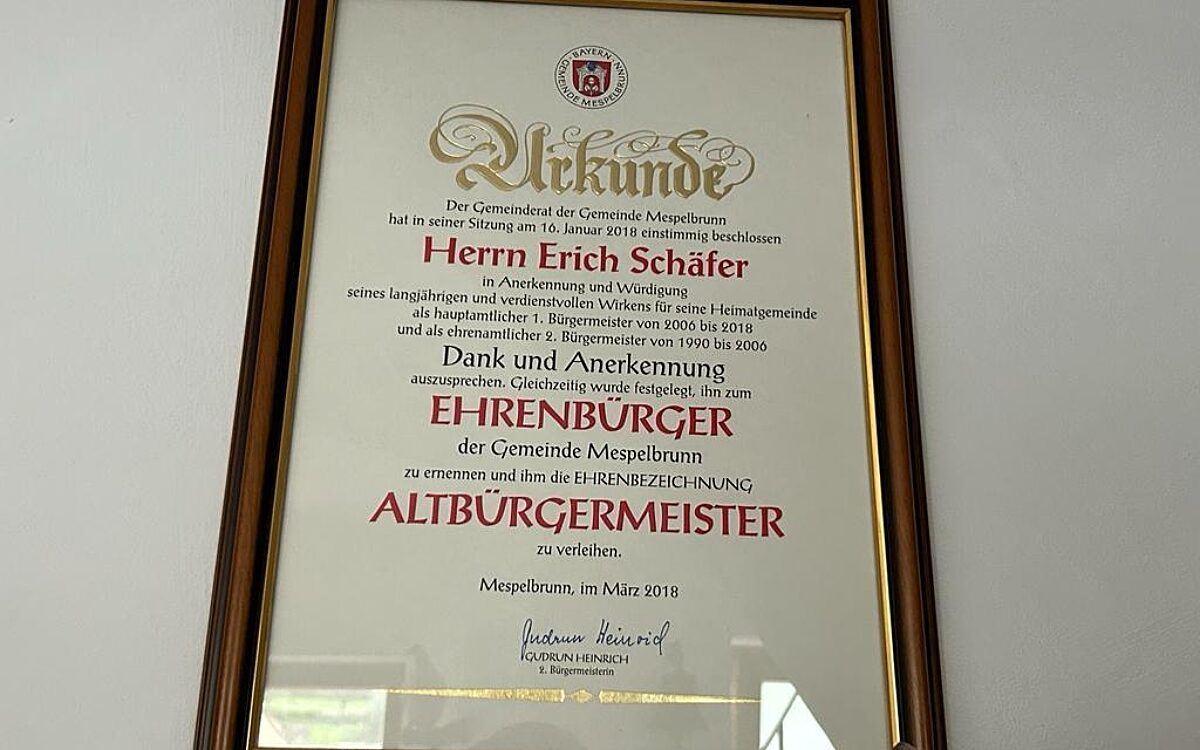 BAYERN
GEMEINDE MESPELBRUNN
Urkunde
Der Gemeinderat der Gemeinde Mespelbrunn
hat in seiner Sitzung am 16. Januar 2018 einstimmig beschlossen
Herrn Erich Schäfer
in Anerkennung und Würdigung
seines langjährigen und verdienstvollen Wirkens für seine Heimatgemeinde
als hauptamtlicher 1. Bürgermeister von 2006 bis 2018
und als ehrenamtlicher 2. Bürgermeister von 1990 bis 2006
Dank und Anerkennung
auszusprechen. Gleichzeitig wurde festgelegt, ihn zum
EHRENBÜRGER
der Gemeinde Mespelbrunn
zu ernennen und ihm die EHRENBEZEICHNUNG
ALTBÜRGERMEISTER
zu verleihen.
Mespelbrunn, im März 2018
Gudrun Heinrich
GUDRUN HEINRICH
2. Bürgermeisterin